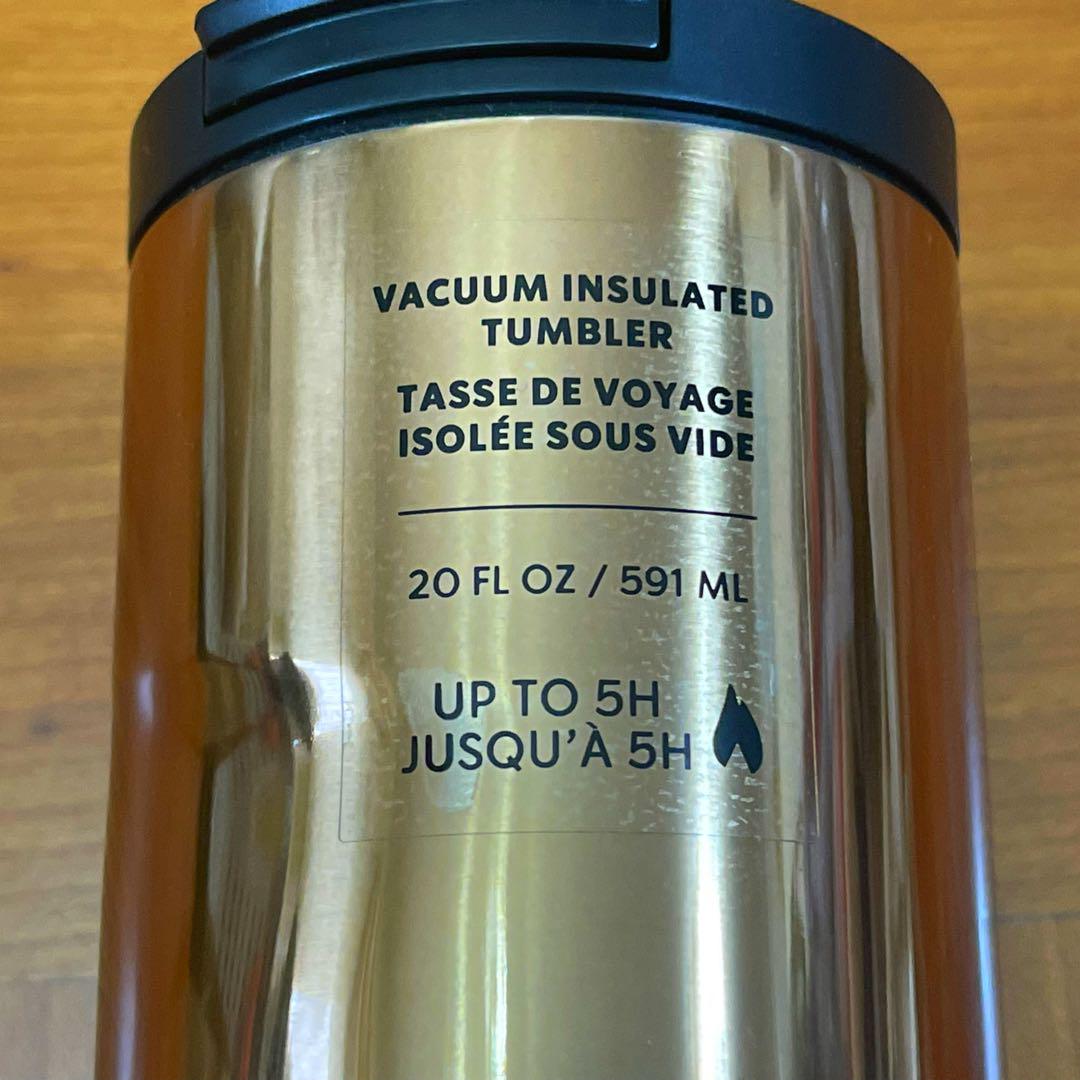 VACUUM INSULATED
TUMBLER
TASSE DE VOYAGE
ISOLÉE SOUS VIDE
20 FL OZ / 591 ML
UP TO 5H
JUSQU'À 5H